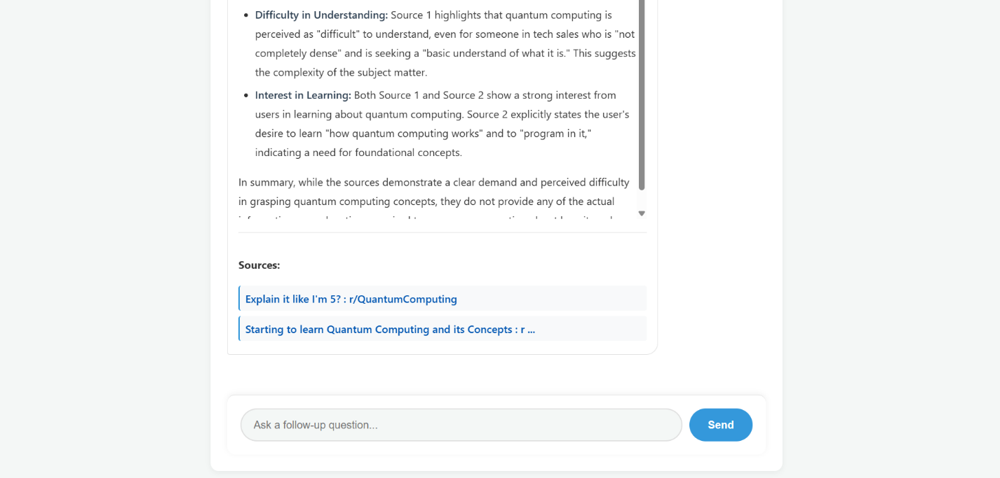 Difficulty in Understanding: Source 1 highlights that quantum computing is
perceived as "difficult" to understand, even for someone in tech sales who is "not
completely dense" and is seeking a "basic understand of what it is." This suggests
the complexity of the subject matter.
Interest in Learning: Both Source 1 and Source 2 show a strong interest from
users in learning about quantum computing. Source 2 explicitly states the user's
desire to learn "how quantum computing works" and to "program in it,"
indicating a need for foundational concepts.
In summary, while the sources demonstrate a clear demand and perceived difficulty
in grasping quantum computing concepts, they do not provide any of the actual
Sources:
Explain it like I'm 5? : r/QuantumComputing
Starting to learn Quantum Computing and its Concepts : r ...
Ask a follow-up question...
Send